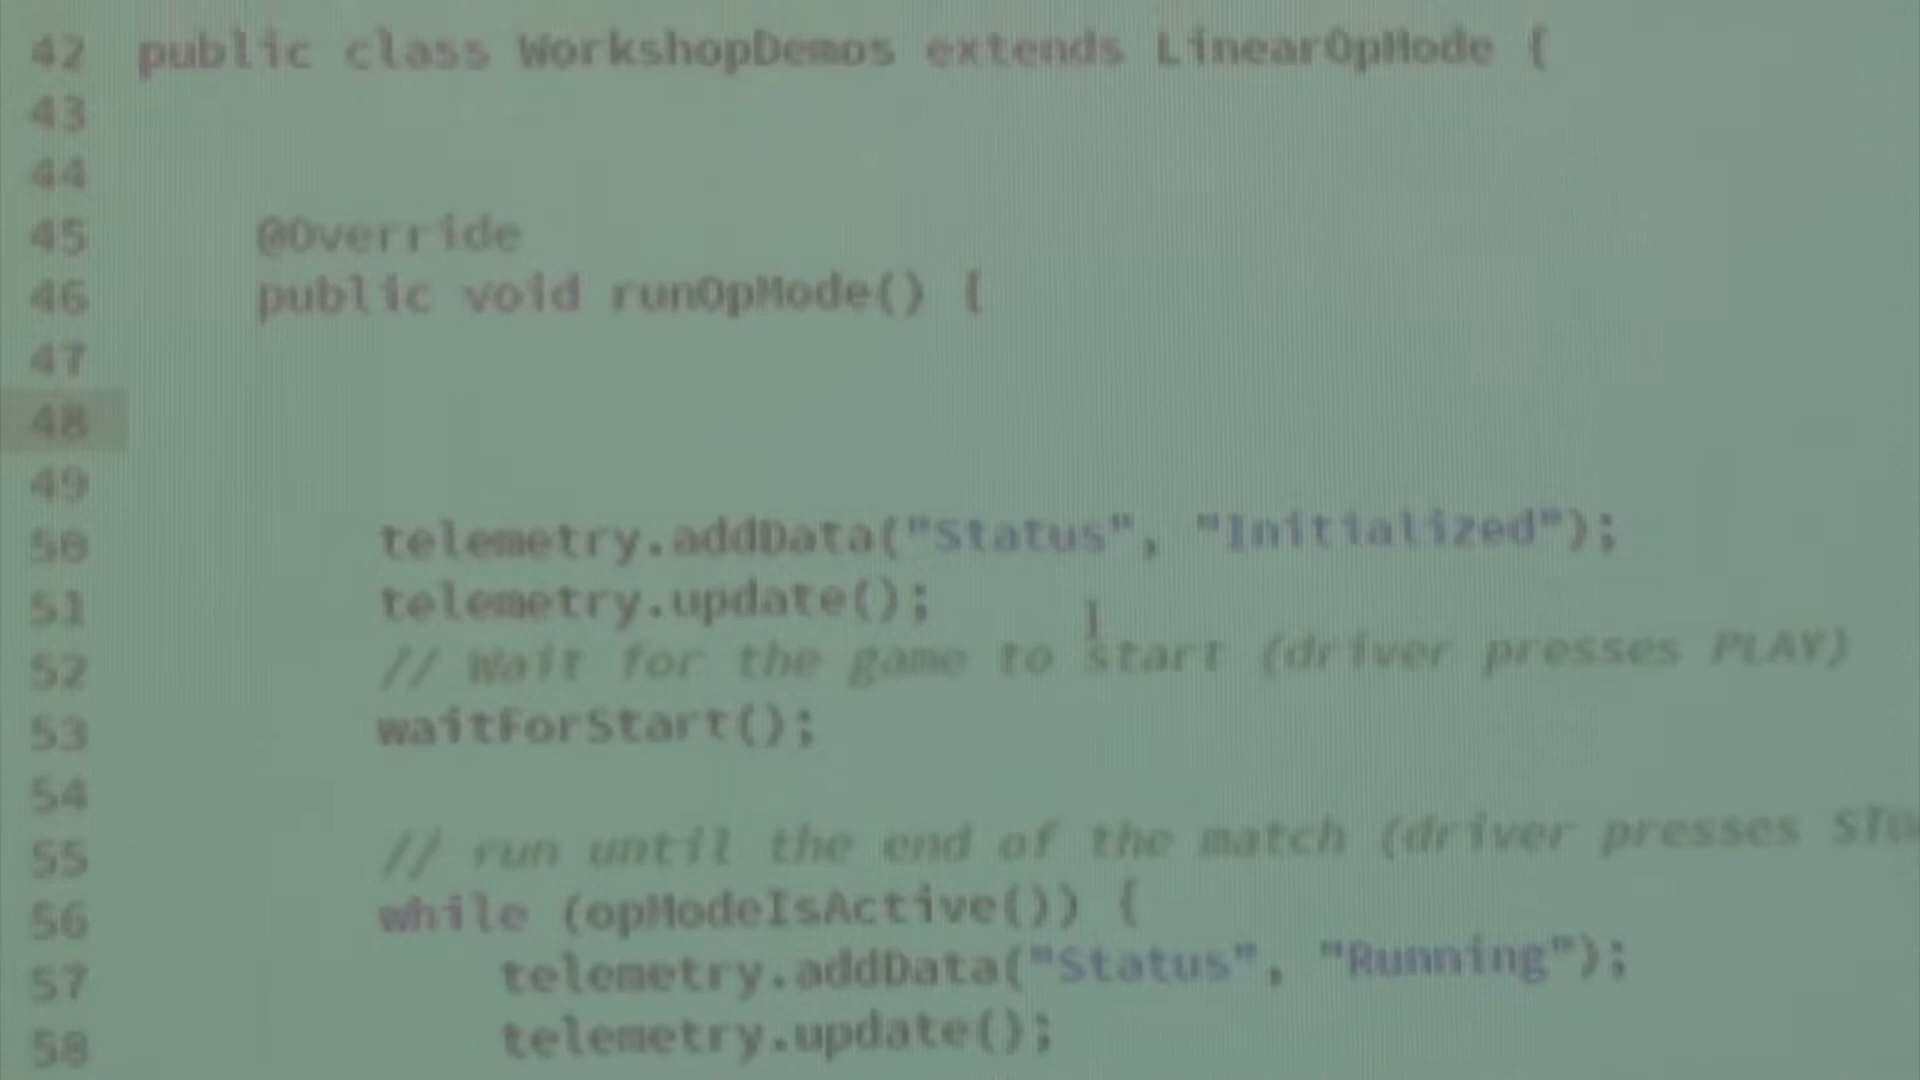 42 public class WorkshopDemos extends LinearOpMode {
43
44
45 @Override
46 public void runOpMode() {
47
48
49
50 telemetry.addData("Status", "Initialized");
51 telemetry.update();
52 // Wait for the game to start (driver presses PLAY)
53 waitForStart();
54
55 // run until the end of the match (driver presses STO
56 while (opModeIsActive()) {
57 telemetry.addData("Status", "Running");
58 telemetry.update();